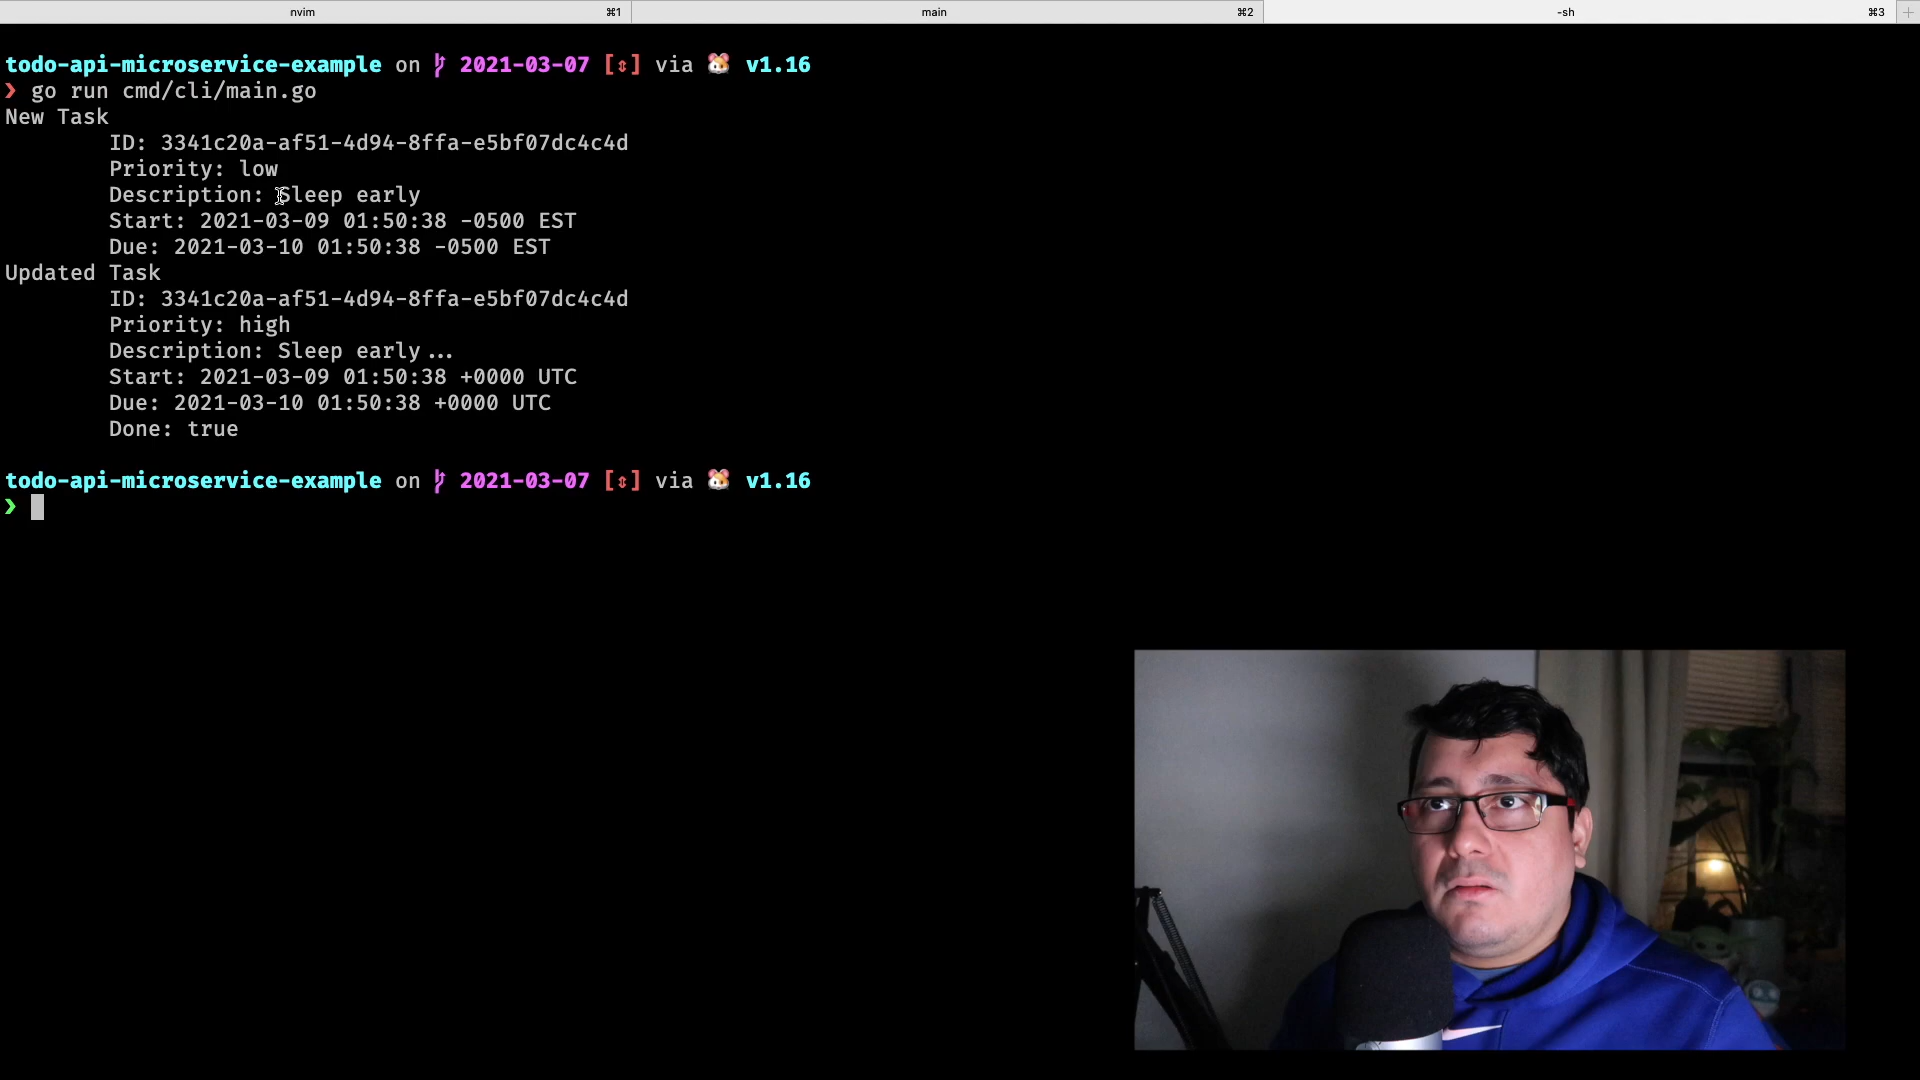 nvim ⌘1 main ⌘2 -sh ⌘3 +
todo-api-microservice-example on 2021-03-07 [⇕] via 🐹 v1.16
❯ go run cmd/cli/main.go
New Task
ID: 3341c20a-af51-4d94-8ffa-e5bf07dc4c4d
Priority: low
Description: Sleep early
Start: 2021-03-09 01:50:38 -0500 EST
Due: 2021-03-10 01:50:38 -0500 EST
Updated Task
ID: 3341c20a-af51-4d94-8ffa-e5bf07dc4c4d
Priority: high
Description: Sleep early...
Start: 2021-03-09 01:50:38 +0000 UTC
Due: 2021-03-10 01:50:38 +0000 UTC
Done: true
todo-api-microservice-example on 2021-03-07 [⇕] via 🐹 v1.16
❯